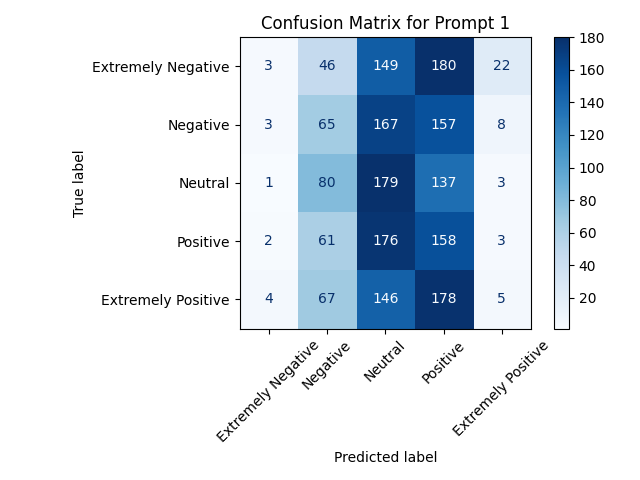 Confusion Matrix for Prompt 1
True label
Extremely Negative 3 46 149 180 22
Negative 3 65 167 157 8
Neutral 1 80 179 137 3
Positive 2 61 176 158 3
Extremely Positive 4 67 146 178 5
Extremely Negative Negative Neutral Positive Extremely Positive
Predicted label
180
160
140
120
100
80
60
40
20